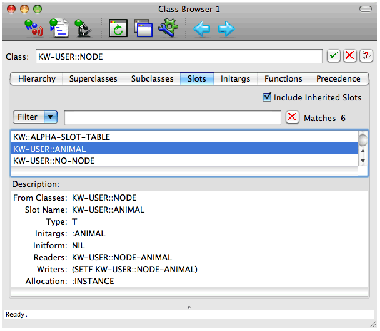 Class Browser 1
Class: KW-USER::NODE
Hierarchy Superclasses Subclasses Slots Initargs Functions Precedence
Include Inherited Slots
Filter Matches 6
KW::ALPHA-SLOT-TABLE
KW-USER::ANIMAL
KW-USER::NO-NODE
Description:
From Classes: KW-USER::NODE
Slot Name: KW-USER::ANIMAL
Type: T
Initargs: :ANIMAL
Initform: NIL
Readers: KW-USER::NODE-ANIMAL
Writers: (SETF KW-USER::NODE-ANIMAL)
Allocation: :INSTANCE
Ready.